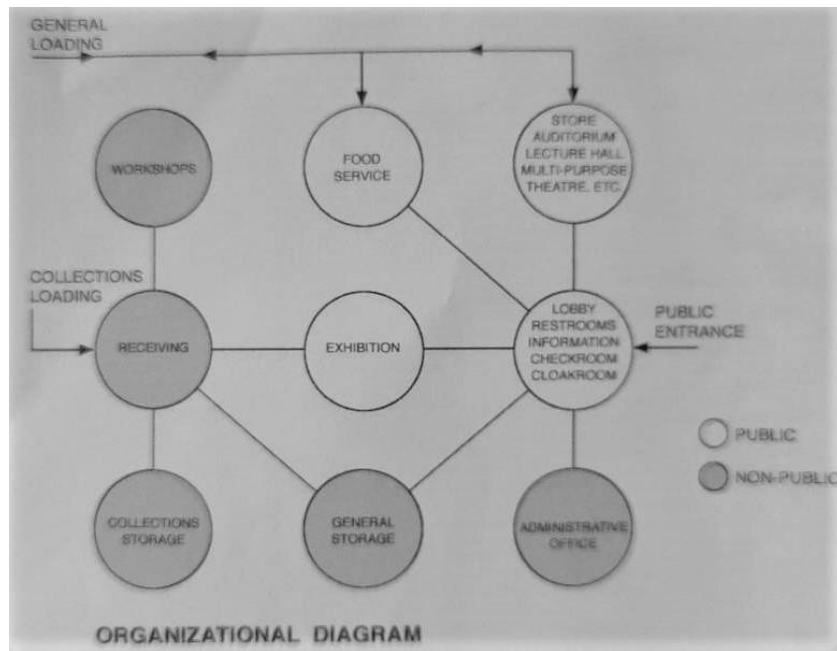 GENERAL
LOADING
WORKSHOPS
FOOD
SERVICE
STORE
AUDITORIUM
LECTURE HALL
MULTI-PURPOSE
THEATRE, ETC.
COLLECTIONS
LOADING
RECEIVING
EXHIBITION
LOBBY
RESTROOMS
INFORMATION
CHECKROOM
CLOAKROOM
PUBLIC
ENTRANCE
PUBLIC
NON-PUBLIC
COLLECTIONS
STORAGE
GENERAL
STORAGE
ADMINISTRATIVE
OFFICE
ORGANIZATIONAL DIAGRAM